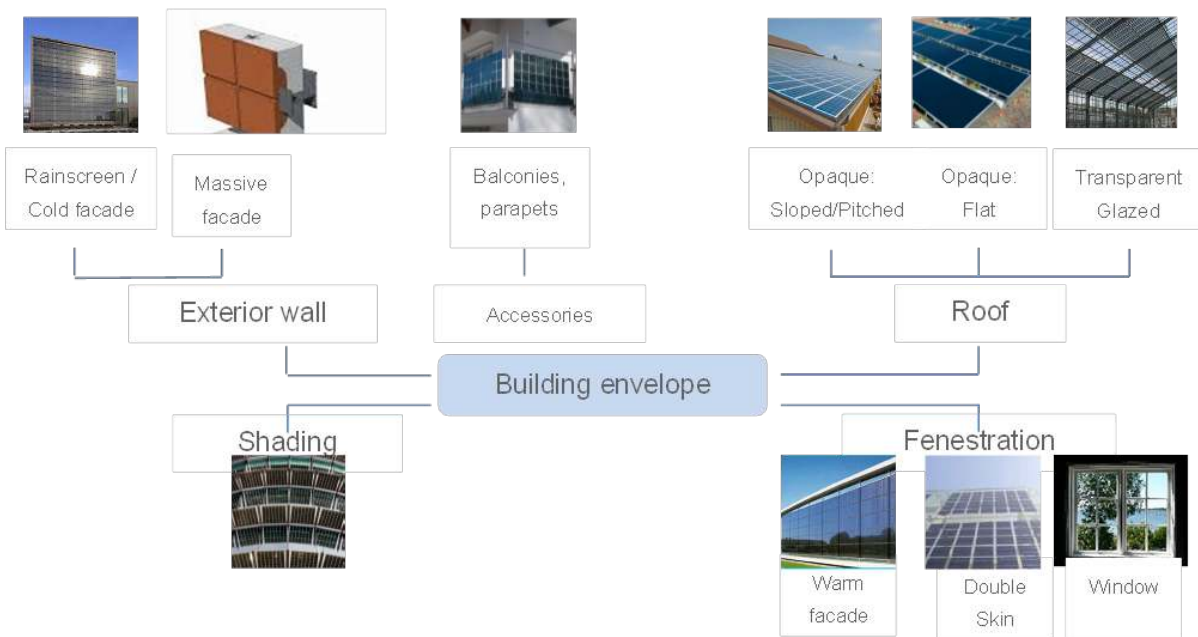 Rainscreen /
Cold facade
Massive
facade
Balconies,
parapets
Opaque:
Sloped/Pitched
Opaque:
Flat
Transparent
Glazed
Exterior wall
Accessories
Roof
Building envelope
Shading
Fenestration
Warm
facade
Double
Skin
Window